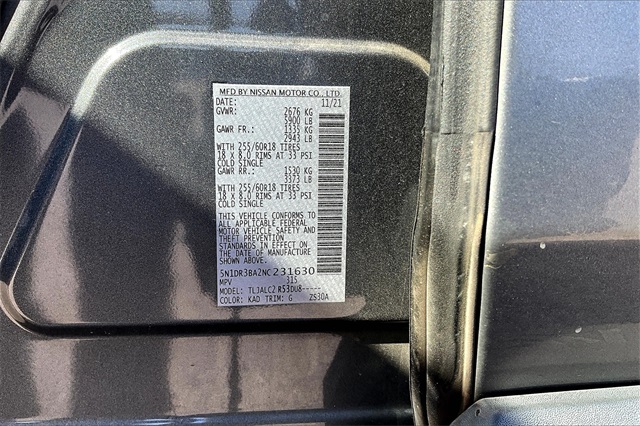 MFD BY NISSAN MOTOR CO., LTD.
DATE: 11/21
GVWR: 2676 KG
5900 LB
GAWR FR.: 1335 KG
2943 LB
WITH 255/60R18 TIRES
18 X 8.0 RIMS AT 33 PSI
COLD SINGLE
GAWR RR.: 1530 KG
3373 LB
WITH 255/60R18 TIRES
18 X 8.0 RIMS AT 33 PSI
COLD SINGLE
THIS VEHICLE CONFORMS TO
ALL APPLICABLE FEDERAL
MOTOR VEHICLE SAFETY AND
THEFT PREVENTION
STANDARDS IN EFFECT ON
THE DATE OF MANUFACTURE
SHOWN ABOVE.
5N1DR3BA2NC231630
MPV 315
MODEL: TL3ALC2 R53DU8-----
COLOR: KAD TRIM: G ZS30A